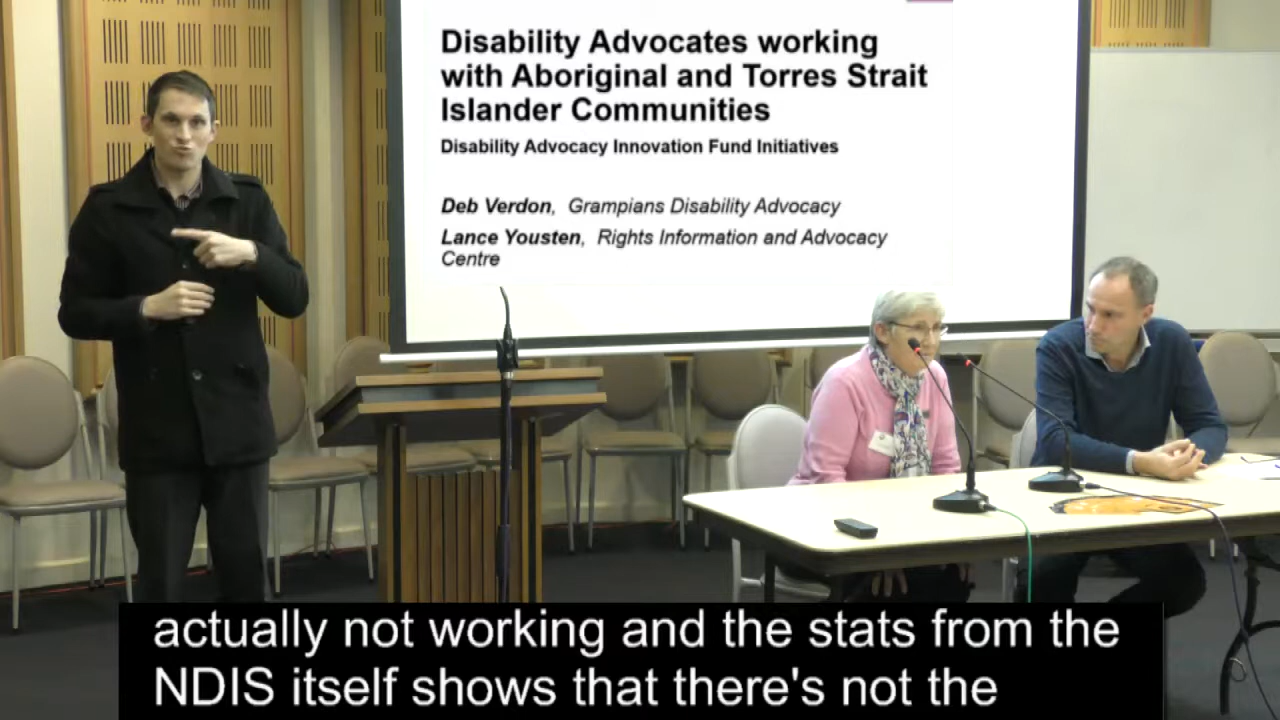 Disability Advocates working
with Aboriginal and Torres Strait
Islander Communities
Disability Advocacy Innovation Fund Initiatives
Deb Verdon, Grampians Disability Advocacy
Lance Yousten, Rights Information and Advocacy
Centre
actually not working and the stats from the
NDIS itself shows that there's not the